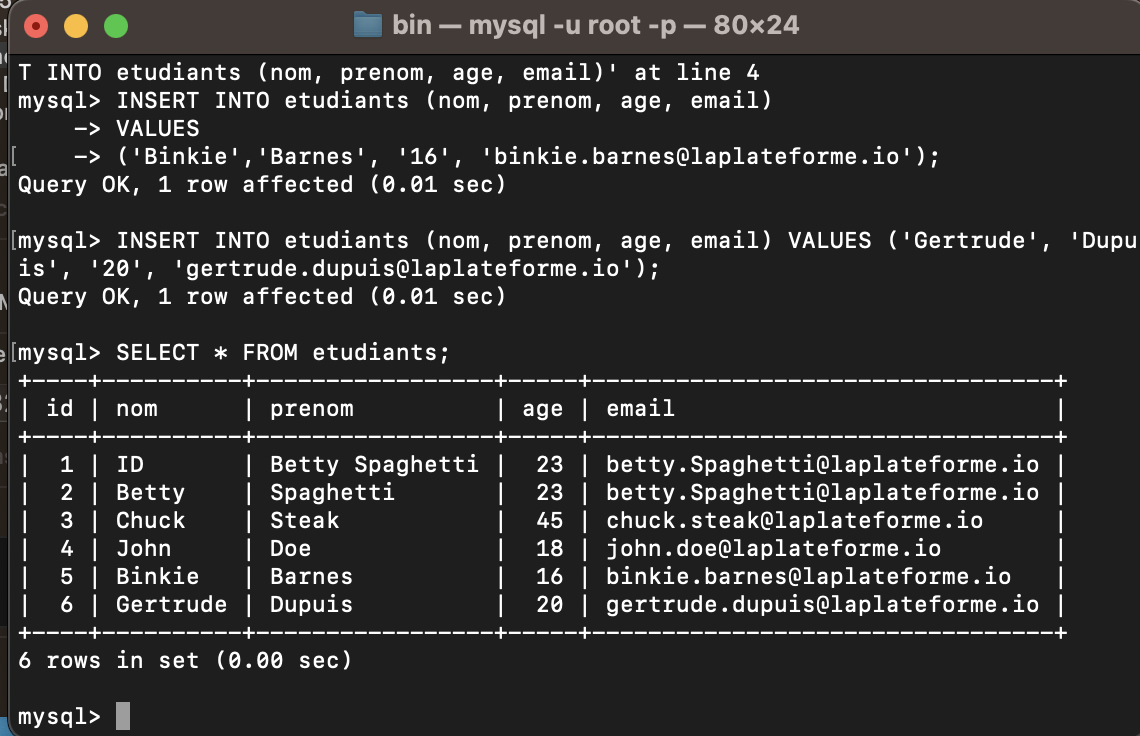 bin — mysql -u root -p — 80×24
T INTO etudiants (nom, prenom, age, email)' at line 4
mysql> INSERT INTO etudiants (nom, prenom, age, email)
    -> VALUES
[    -> ('Binkie','Barnes', '16', 'binkie.barnes@laplateforme.io');
Query OK, 1 row affected (0.01 sec)
[mysql> INSERT INTO etudiants (nom, prenom, age, email) VALUES ('Gertrude', 'Dupu
is', '20', 'gertrude.dupuis@laplateforme.io');
Query OK, 1 row affected (0.01 sec)
[mysql> SELECT * FROM etudiants;
+----+----------+-----------------+-----+---------------------------------+
| id | nom      | prenom          | age | email                           |
+----+----------+-----------------+-----+---------------------------------+
|  1 | ID       | Betty Spaghetti |  23 | betty.Spaghetti@laplateforme.io |
|  2 | Betty    | Spaghetti       |  23 | betty.Spaghetti@laplateforme.io |
|  3 | Chuck    | Steak           |  45 | chuck.steak@laplateforme.io     |
|  4 | John     | Doe             |  18 | john.doe@laplateforme.io        |
|  5 | Binkie   | Barnes          |  16 | binkie.barnes@laplateforme.io   |
|  6 | Gertrude | Dupuis          |  20 | gertrude.dupuis@laplateforme.io |
+----+----------+-----------------+-----+---------------------------------+
6 rows in set (0.00 sec)
mysql>